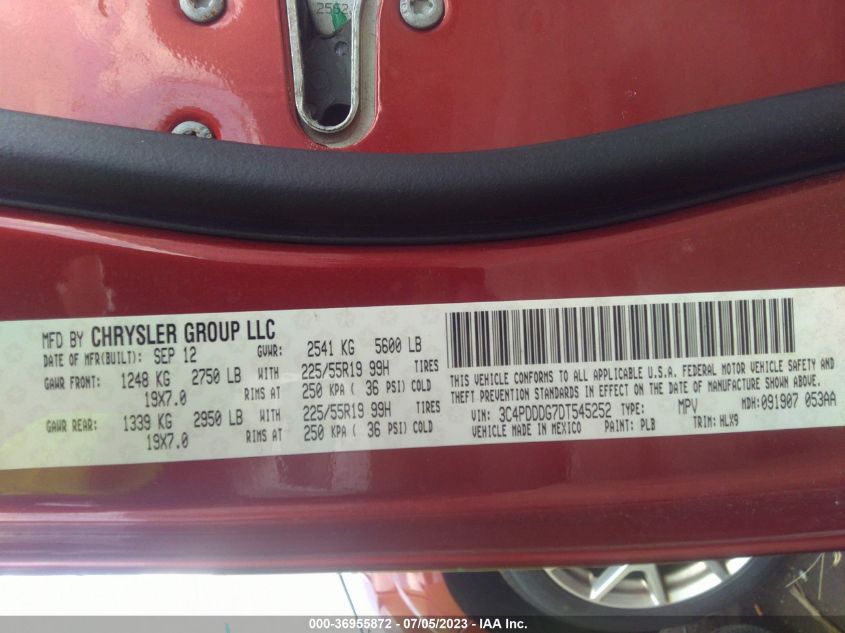 2552
MFD BY CHRYSLER GROUP LLC
DATE OF MFR(BUILT): SEP 12 GVWR: 2541 KG 5600 LB
GAWR FRONT: 1248 KG 2750 LB WITH 225/55R19 99H TIRES
19X7.0 RIMS AT 250 KPA ( 36 PSI) COLD
GAWR REAR: 1339 KG 2950 LB WITH 225/55R19 99H TIRES
19X7.0 RIMS AT 250 KPA ( 36 PSI) COLD
THIS VEHICLE CONFORMS TO ALL APPLICABLE U.S.A. FEDERAL MOTOR VEHICLE SAFETY, BUMPER, AND
THEFT PREVENTION STANDARDS IN EFFECT ON THE DATE OF MANUFACTURE SHOWN ABOVE.
VIN: 3C4PDDDG7DT545252 TYPE: MPV MDH: 091907 053AA
VEHICLE MADE IN MEXICO PAINT: PLB TRIM: HLX9
000-36955872 - 07/05/2023 - IAA Inc.